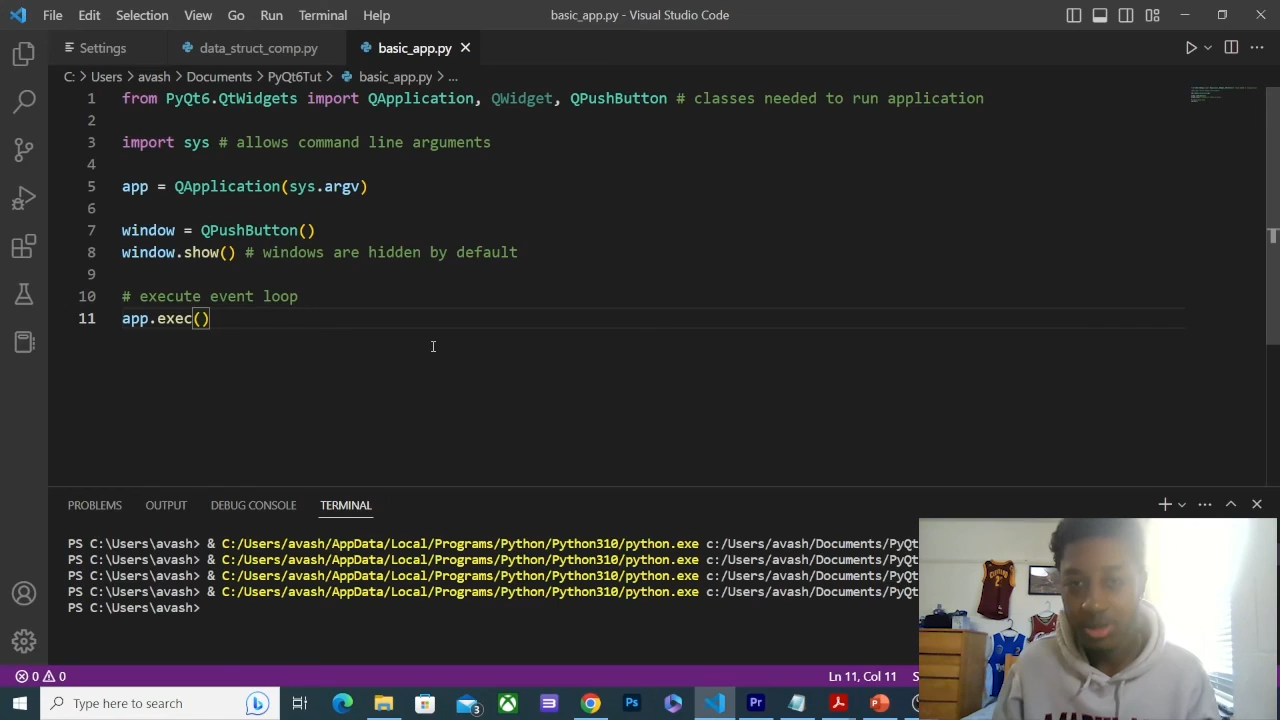 File Edit Selection View Go Run Terminal Help
basic_app.py - Visual Studio Code
Settings data_struct_comp.py basic_app.py
C: > Users > avash > Documents > PyQt6Tut > basic_app.py > ...
1 from PyQt6.QtWidgets import QApplication, QWidget, QPushButton # classes needed to run application
2
3 import sys # allows command line arguments
4
5 app = QApplication(sys.argv)
6
7 window = QPushButton()
8 window.show() # windows are hidden by default
9
10 # execute event loop
11 app.exec()
PROBLEMS OUTPUT DEBUG CONSOLE TERMINAL
PS C:\Users\avash> & C:/Users/avash/AppData/Local/Programs/Python/Python310/python.exe c:/Users/avash/Documents/PyQt
PS C:\Users\avash> & C:/Users/avash/AppData/Local/Programs/Python/Python310/python.exe c:/Users/avash/Documents/PyQt
PS C:\Users\avash> & C:/Users/avash/AppData/Local/Programs/Python/Python310/python.exe c:/Users/avash/Documents/PyQt
PS C:\Users\avash> & C:/Users/avash/AppData/Local/Programs/Python/Python310/python.exe c:/Users/avash/Documents/PyQt
PS C:\Users\avash>
0 0 Ln 11, Col 11 S
Type here to search 3 Ps Pr